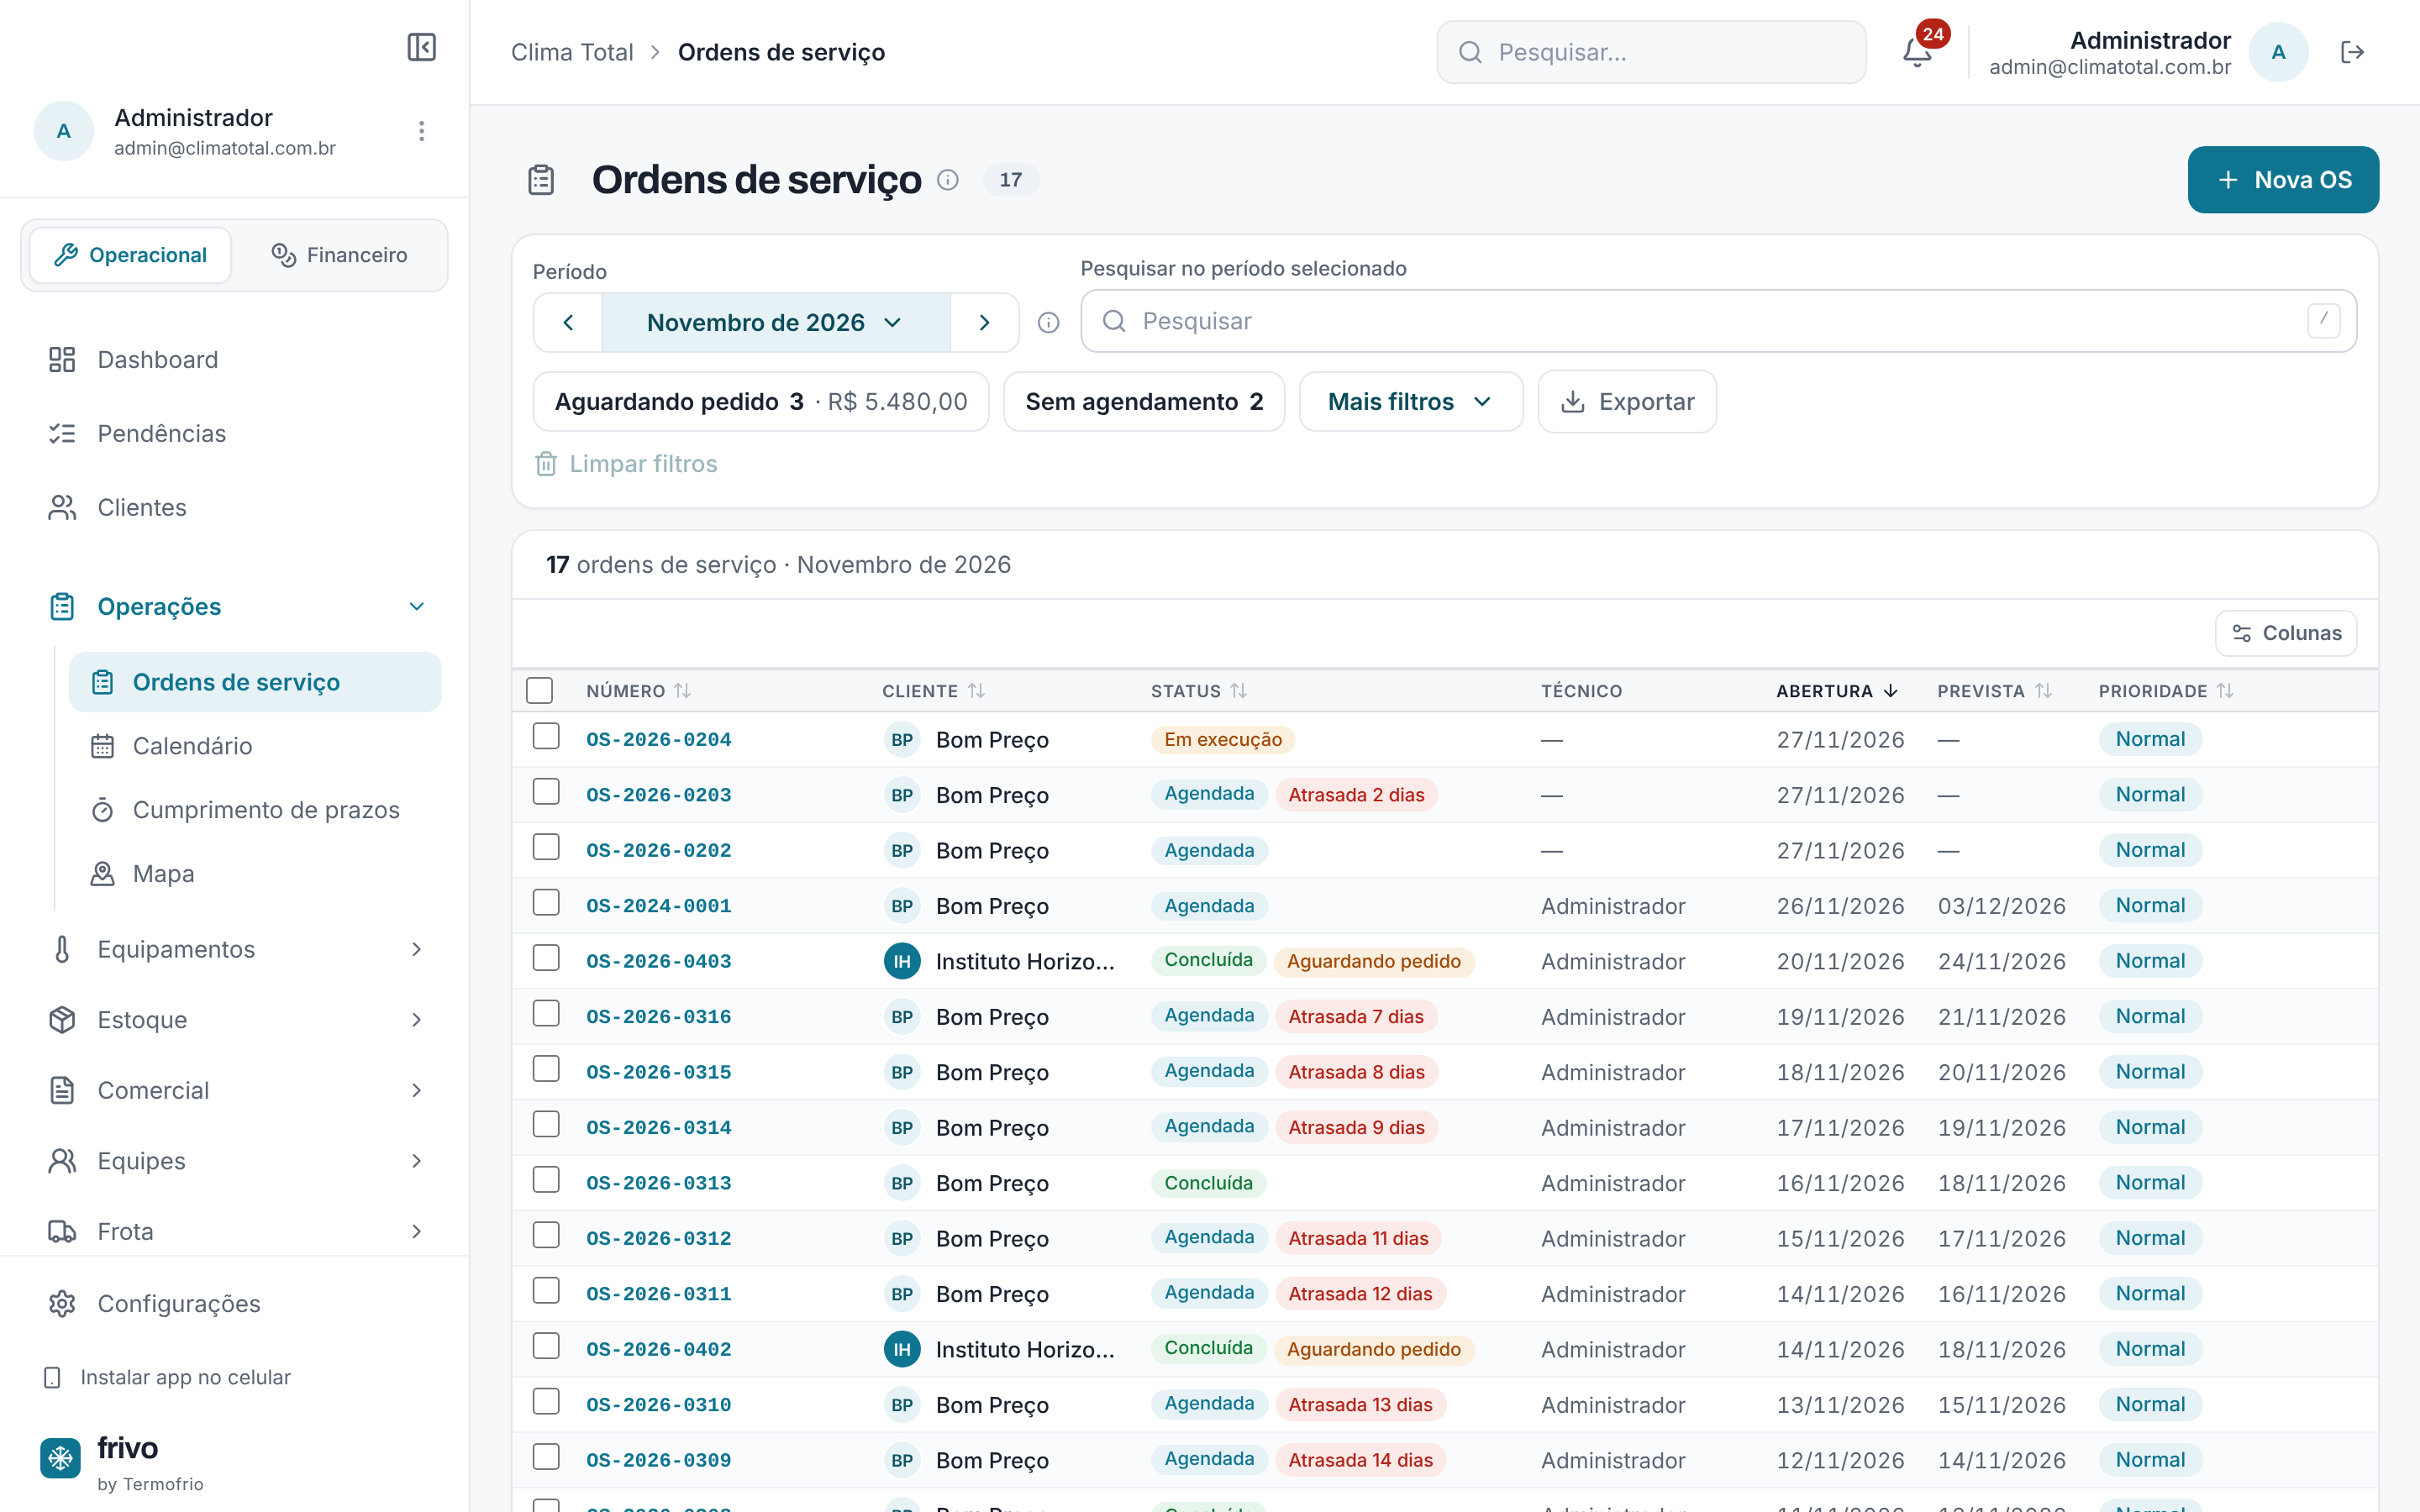 Administrador
admin@climatotal.com.br
A
Operacional
Financeiro
Dashboard
Pendências
Clientes
Operações
Ordens de serviço
Calendário
Cumprimento de prazos
Mapa
Equipamentos
Estoque
Comercial
Equipes
Frota
Configurações
Instalar app no celular
frivo
by Termofrio
Clima Total > Ordens de serviço
Pesquisar...
24
Administrador
admin@climatotal.com.br
A
Ordens de serviço 17
+ Nova OS
Período
Novembro de 2026
Pesquisar no período selecionado
Pesquisar /
Aguardando pedido 3 · R$ 5.480,00
Sem agendamento 2
Mais filtros
Exportar
Limpar filtros
17 ordens de serviço · Novembro de 2026
Colunas
NÚMERO CLIENTE STATUS TÉCNICO ABERTURA PREVISTA PRIORIDADE
OS-2026-0204 BP Bom Preço Em execução — 27/11/2026 — Normal
OS-2026-0203 BP Bom Preço Agendada Atrasada 2 dias — 27/11/2026 — Normal
OS-2026-0202 BP Bom Preço Agendada — 27/11/2026 — Normal
OS-2024-0001 BP Bom Preço Agendada Administrador 26/11/2026 03/12/2026 Normal
OS-2026-0403 IH Instituto Horizo... Concluída Aguardando pedido Administrador 20/11/2026 24/11/2026 Normal
OS-2026-0316 BP Bom Preço Agendada Atrasada 7 dias Administrador 19/11/2026 21/11/2026 Normal
OS-2026-0315 BP Bom Preço Agendada Atrasada 8 dias Administrador 18/11/2026 20/11/2026 Normal
OS-2026-0314 BP Bom Preço Agendada Atrasada 9 dias Administrador 17/11/2026 19/11/2026 Normal
OS-2026-0313 BP Bom Preço Concluída Administrador 16/11/2026 18/11/2026 Normal
OS-2026-0312 BP Bom Preço Agendada Atrasada 11 dias Administrador 15/11/2026 17/11/2026 Normal
OS-2026-0311 BP Bom Preço Agendada Atrasada 12 dias Administrador 14/11/2026 16/11/2026 Normal
OS-2026-0402 IH Instituto Horizo... Concluída Aguardando pedido Administrador 14/11/2026 18/11/2026 Normal
OS-2026-0310 BP Bom Preço Agendada Atrasada 13 dias Administrador 13/11/2026 15/11/2026 Normal
OS-2026-0309 BP Bom Preço Agendada Atrasada 14 dias Administrador 12/11/2026 14/11/2026 Normal